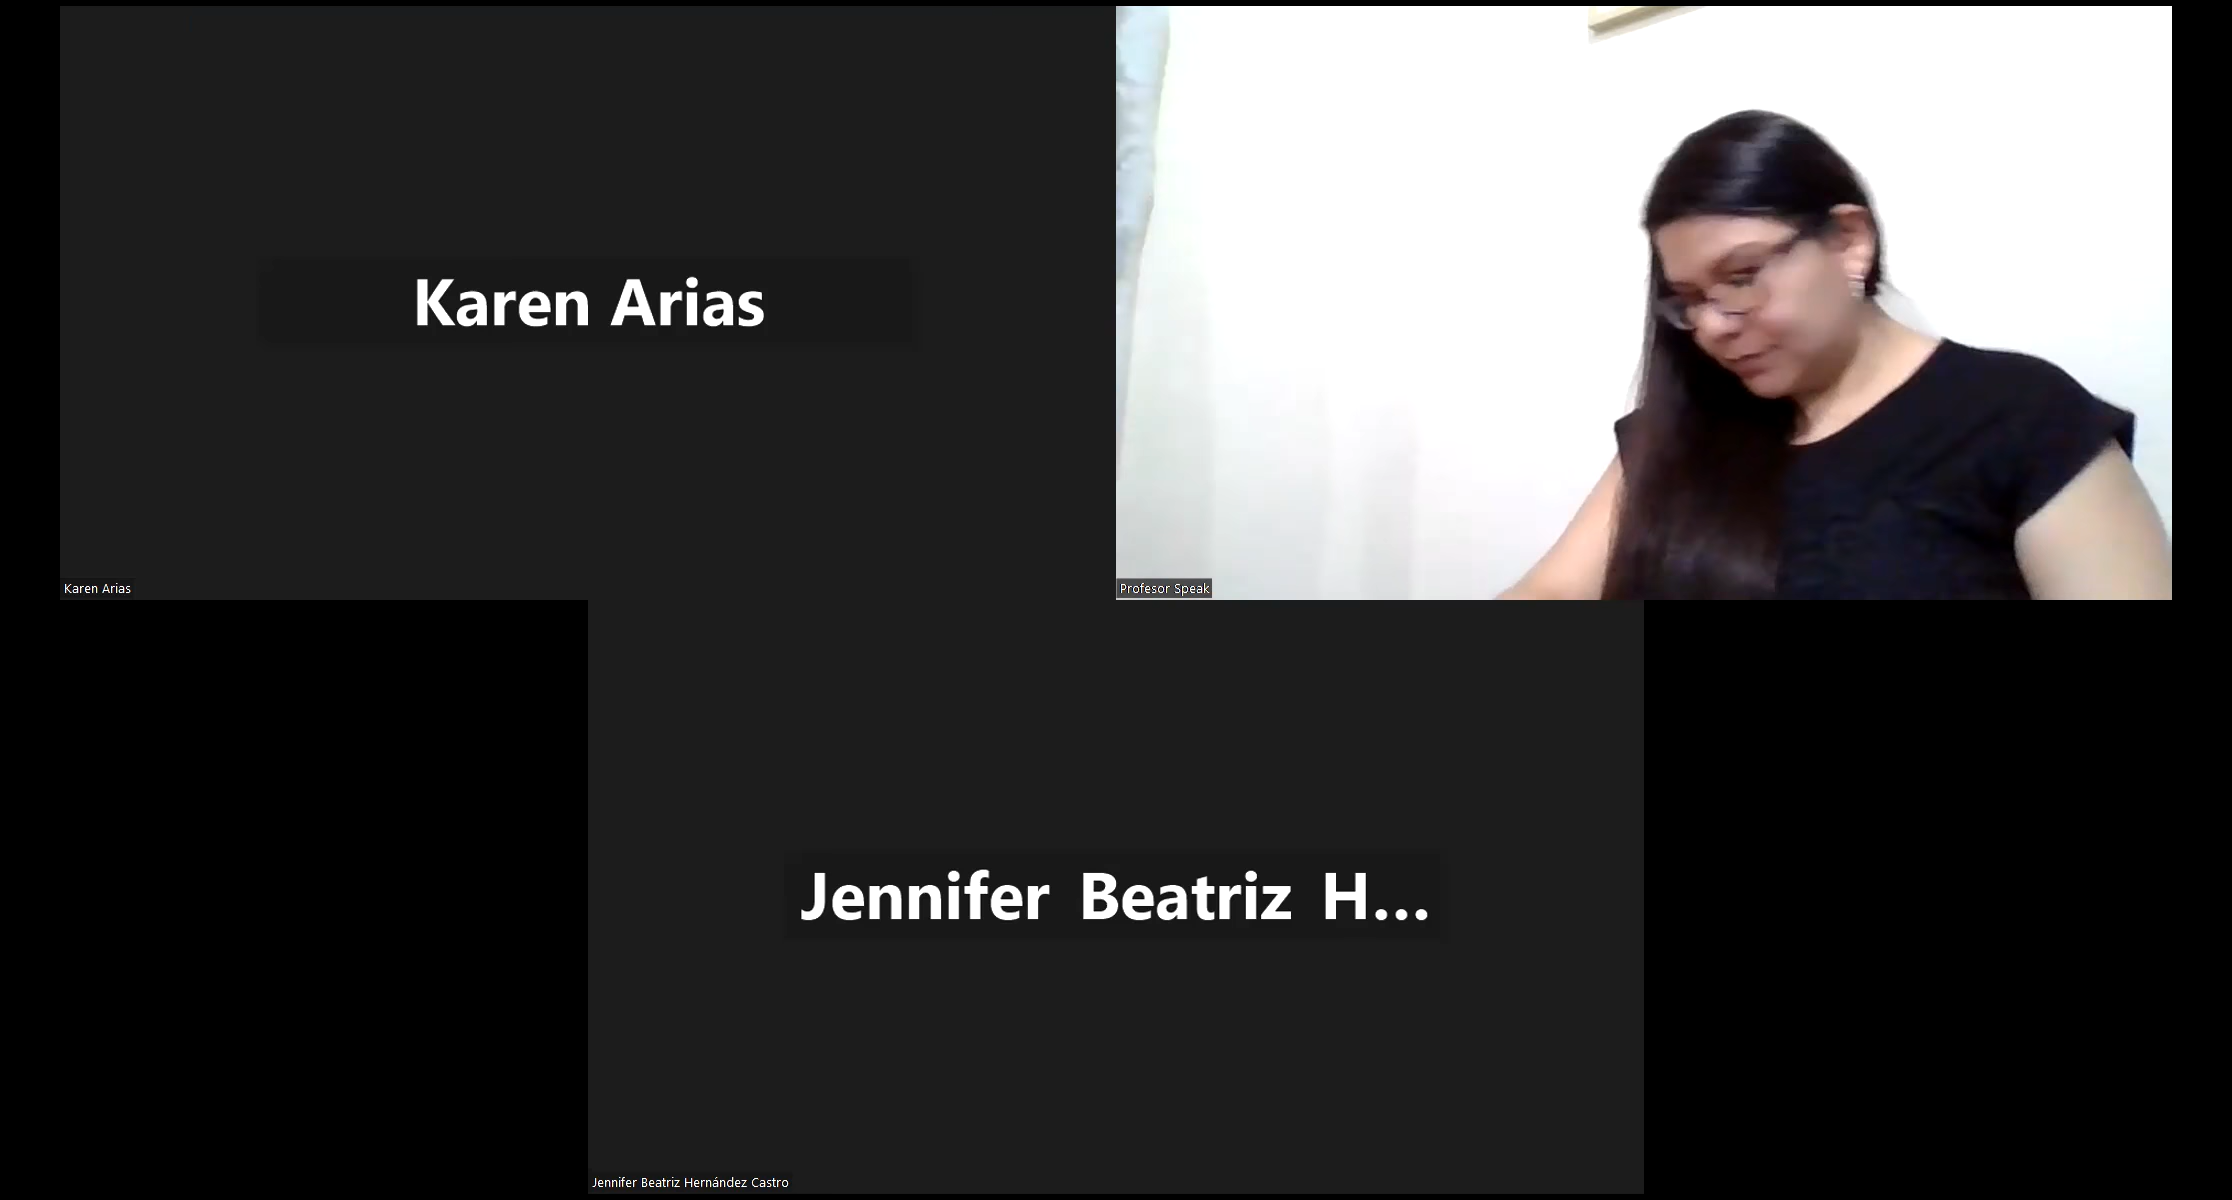 Karen Arias
Karen Arias
Profesor Speak
Jennifer Beatriz H...
Jennifer Beatriz Hernández Castro